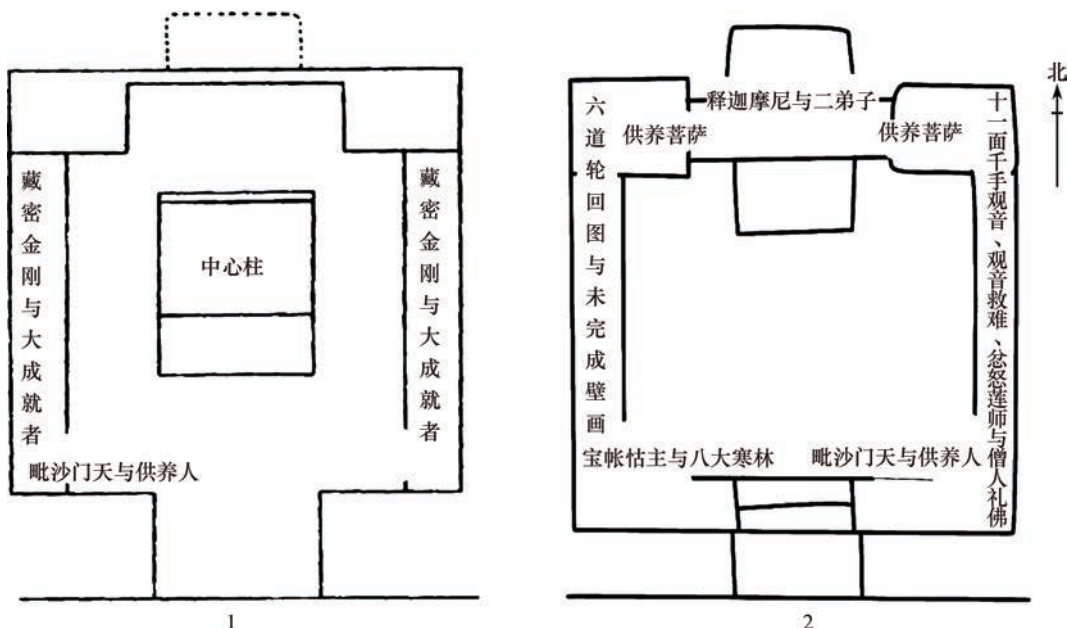 藏密金刚与大成就者
中心柱
藏密金刚与大成就者
毗沙门天与供养人
1
北
释迦摩尼与二弟子
供养菩萨
供养菩萨
六道轮回图与未完成壁画
十一面千手观音、观音救难、忿怒莲师与僧人礼佛
宝帐怙主与八大寒林
毗沙门天与供养人
2